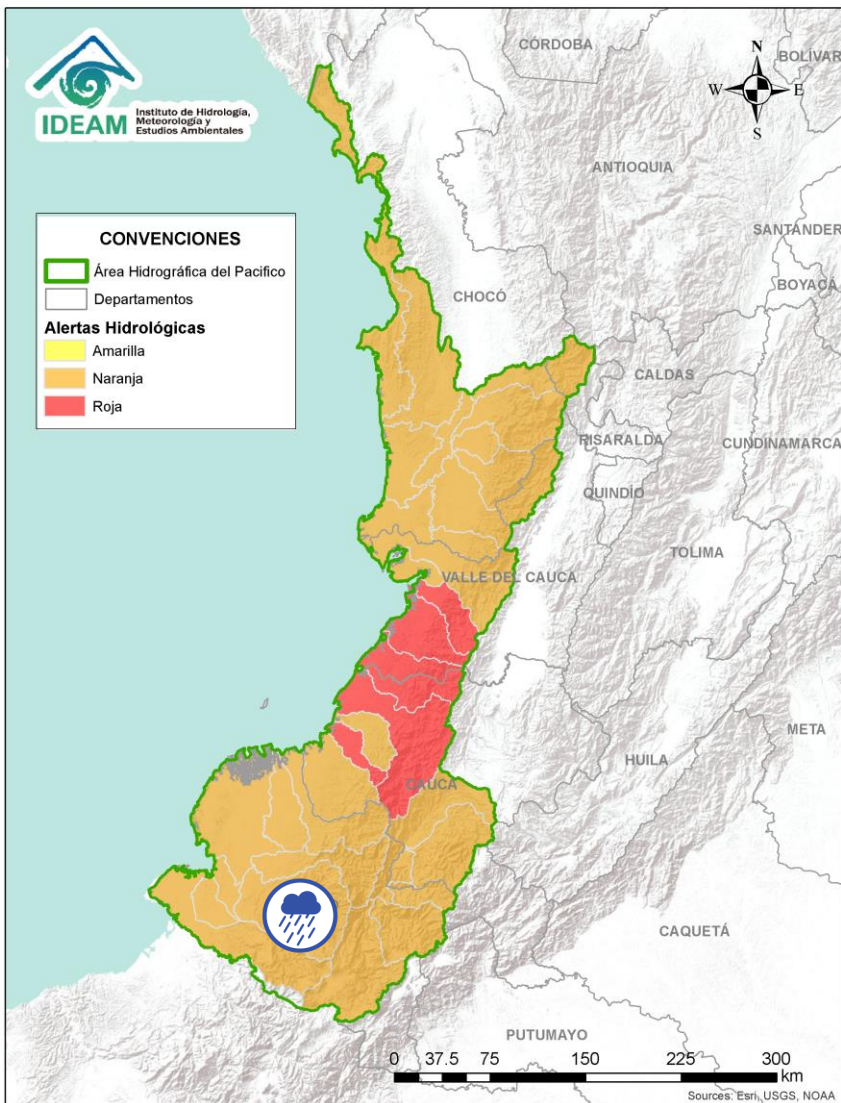 IDEAM
Instituto de Hidrología,
Meteorología y
Estudios Ambientales
CÓRDOBA
BOLÍVAR
N
W
E
S
ANTIOQUIA
SANTANDER
BOYACÁ
CONVENCIONES
Área Hidrográfica del Pacifico
Departamentos
Alertas Hidrológicas
Amarilla
Naranja
Roja
CHOCÓ
CALDAS
RISARALDA
CUNDINAMARCA
QUINDÍO
TOLIMA
VALLE DEL CAUCA
META
HUILA
CAUCA
CAQUETÁ
PUTUMAYO
0 37.5 75 150 225 300
km
Sources: Esri, USGS, NOAA